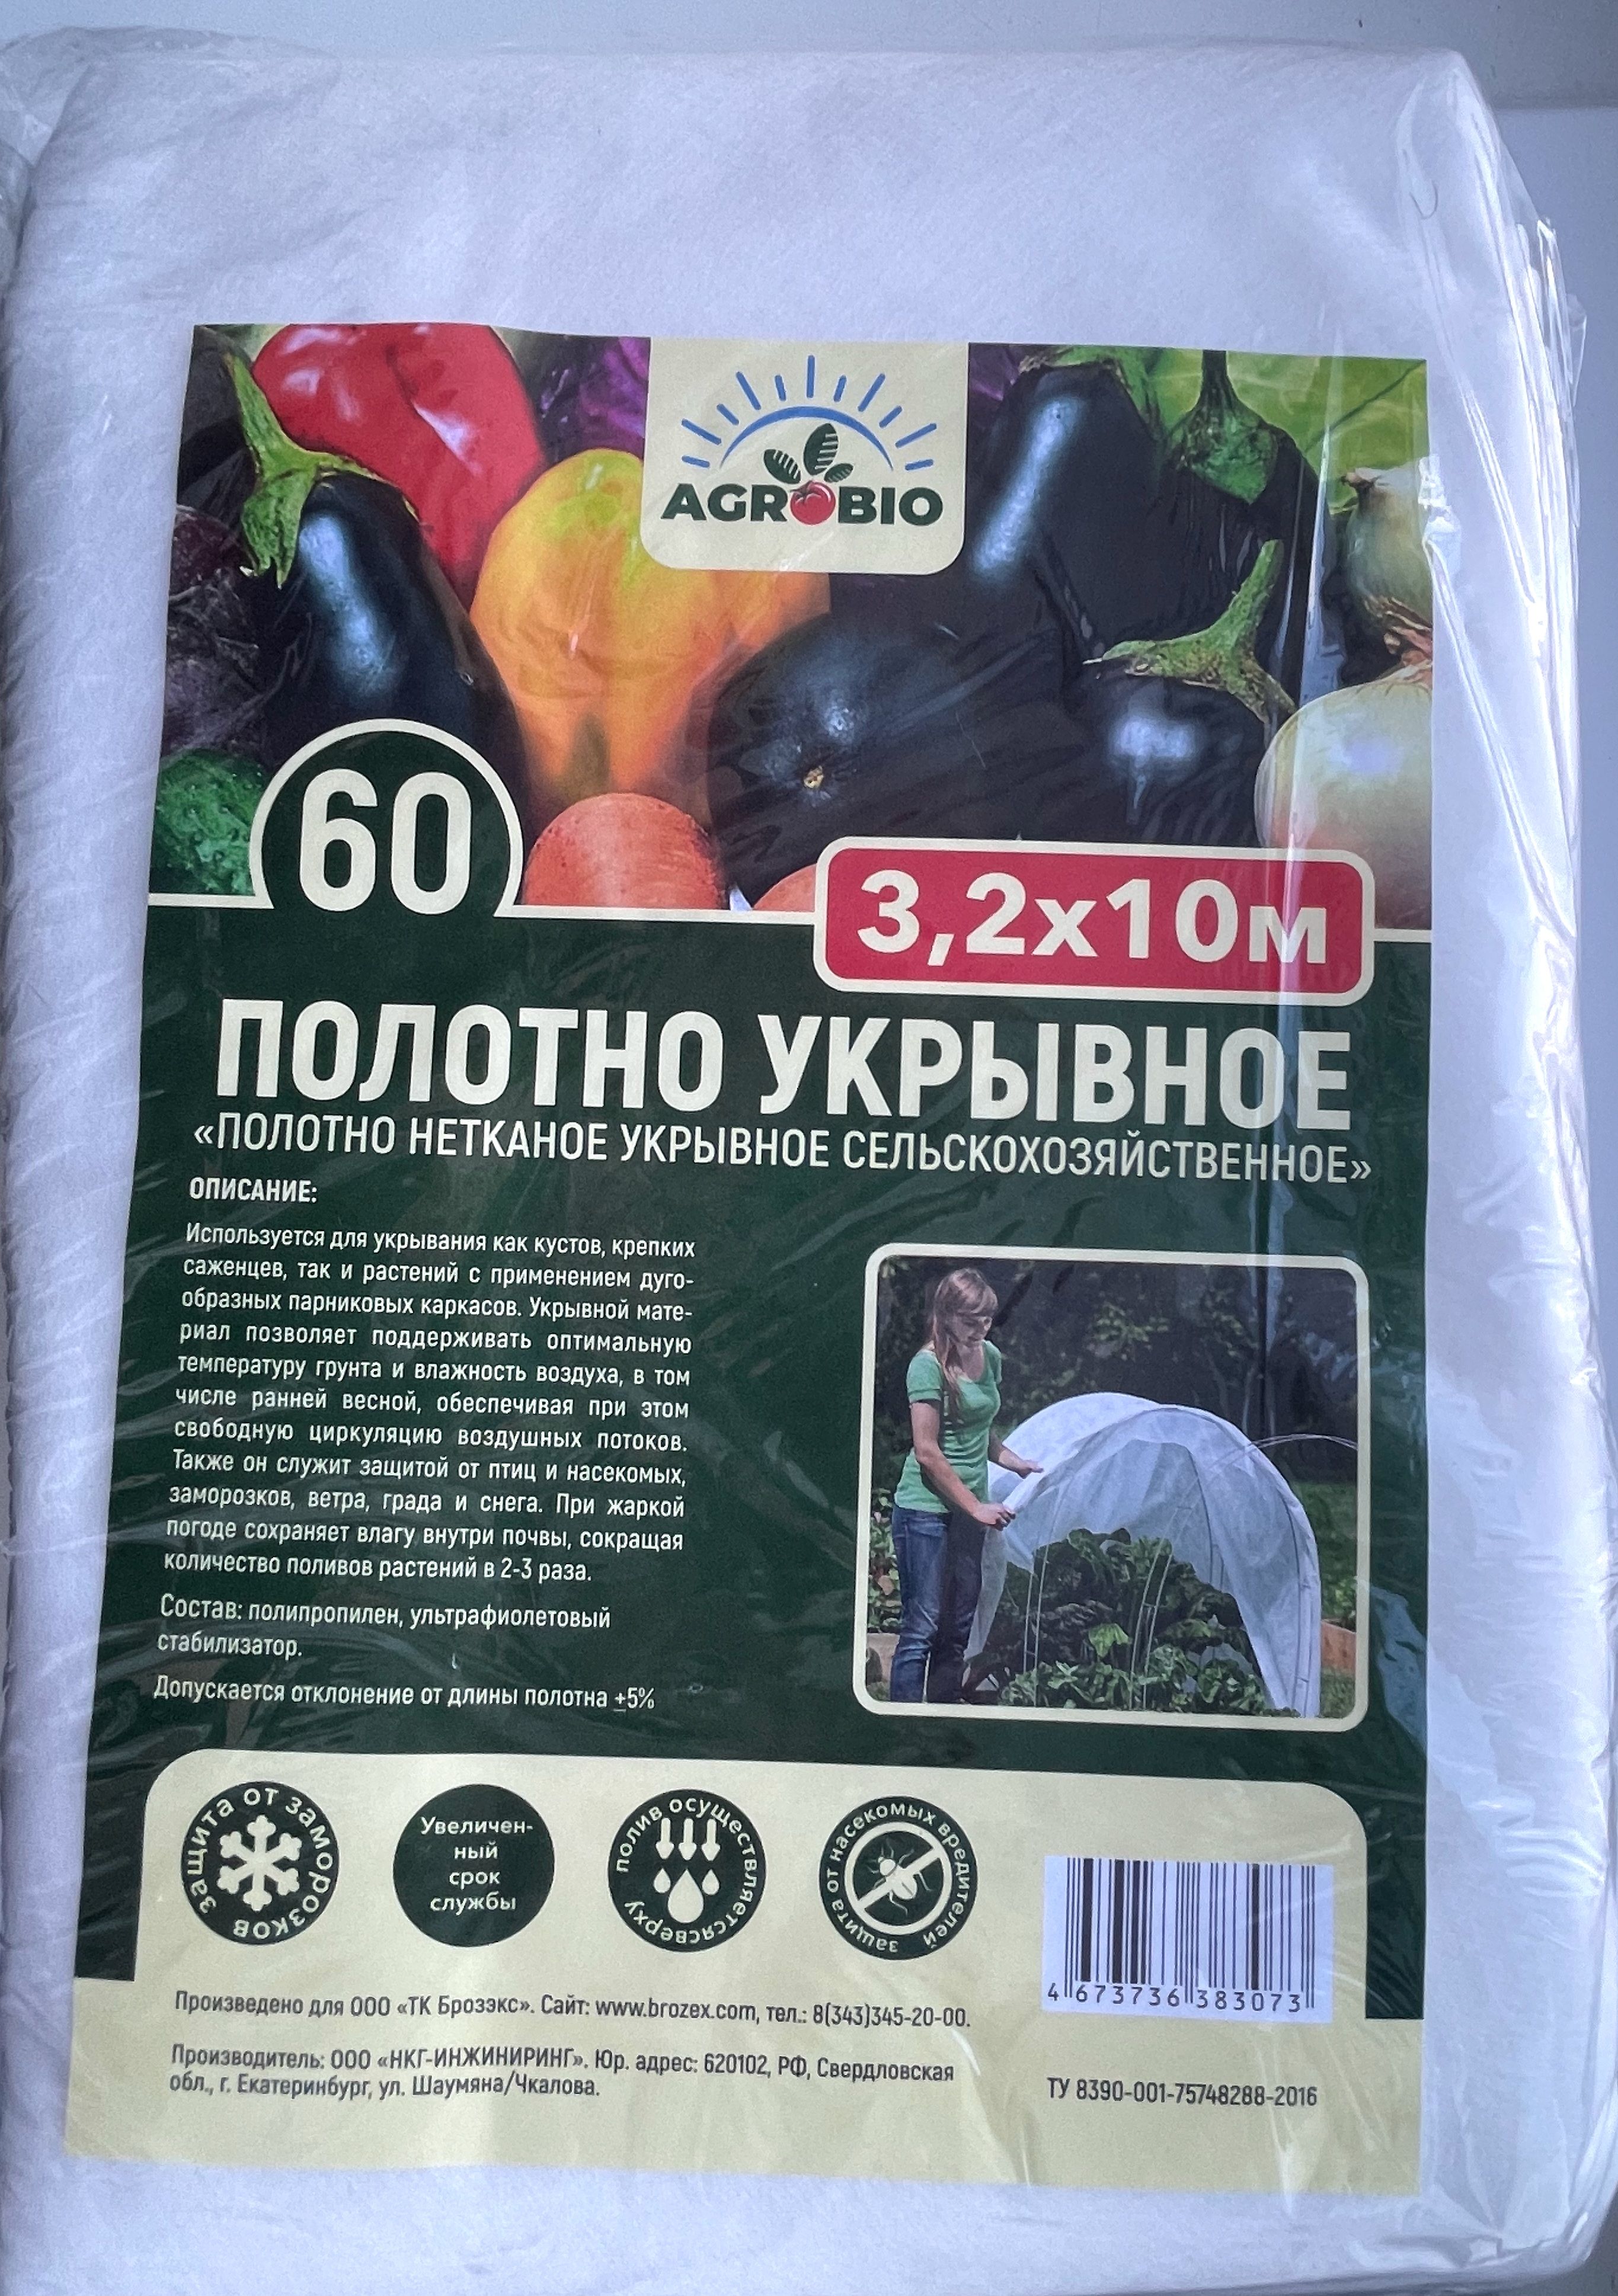 AGROBIO
60
3,2х10м
ПОЛОТНО УКРЫВНОЕ
«ПОЛОТНО НЕТКАНОЕ УКРЫВНОЕ СЕЛЬСКОХОЗЯЙСТВЕННОЕ»
ОПИСАНИЕ:
Используется для укрывания как кустов, крепких
саженцев, так и растений с применением дуго-
образных парниковых каркасов. Укрывной мате-
риал позволяет поддерживать оптимальную
температуру грунта и влажность воздуха, в том
числе ранней весной, обеспечивая при этом
свободную циркуляцию воздушных потоков.
Также он служит защитой от птиц и насекомых,
заморозков, ветра, града и снега. При жаркой
погоде сохраняет влагу внутри почвы, сокращая
количество поливов растений в 2-3 раза.
Состав: полипропилен, ультрафиолетовый
стабилизатор.
Допускается отклонение от длины полотна ±5%
защита от заморозков
Увеличен-
ный
срок
службы
полив осуществляетсясверху
защита от насекомых вредителей
4 673736 383073
Произведено для ООО «ТК Брозэкс». Сайт: www.brozex.com, тел.: 8(343)345-20-00.
Производитель: ООО «НКГ-ИНЖИНИРИНГ». Юр. адрес: 620102, РФ, Свердловская
обл., г. Екатеринбург, ул. Шаумяна/Чкалова.
ТУ 8390-001-75748288-2016